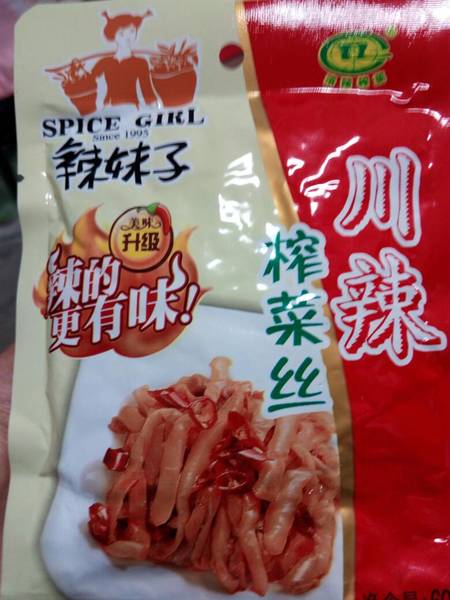 SPICE GIRL
Since 1995
辣妹子
美味
升级
辣的
更有味!
川辣
榨菜丝